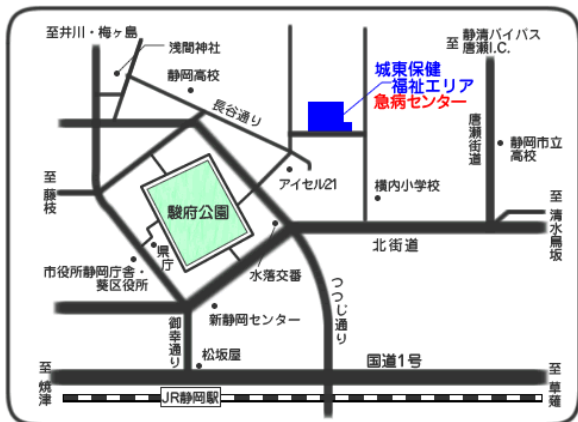 至井川・梅ヶ島
浅間神社
静岡高校
長谷通り
城東保健
福祉エリア
急病センター
至
静清バイパス
唐瀬I.C.
唐瀬街道
静岡市立
高校
アイセル21
横内小学校
至藤枝
駿府公園
県庁
市役所静岡庁舎・
葵区役所
水落交番
北街道
至清水鳥坂
つつじ通り
新静岡センター
御幸通り
松坂屋
国道1号
至焼津
JR静岡駅
至草薙